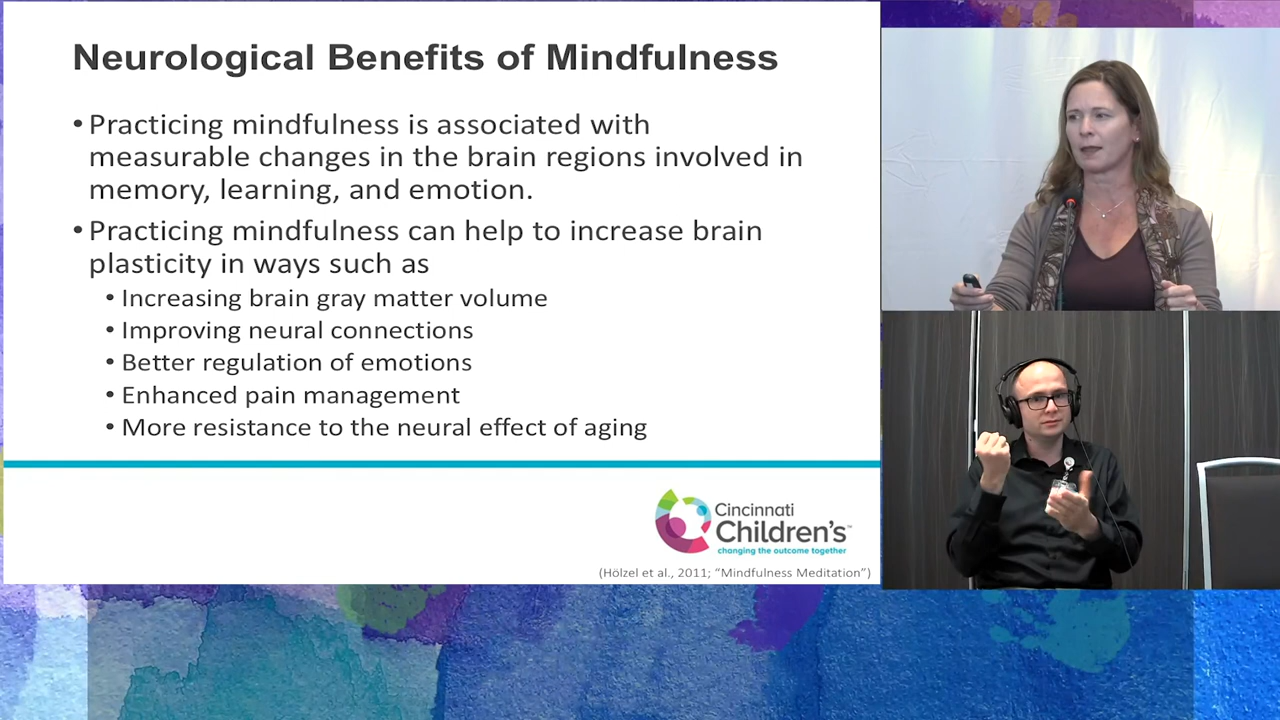 Neurological Benefits of Mindfulness
• Practicing mindfulness is associated with
measurable changes in the brain regions involved in
memory, learning, and emotion.
• Practicing mindfulness can help to increase brain
plasticity in ways such as
• Increasing brain gray matter volume
• Improving neural connections
• Better regulation of emotions
• Enhanced pain management
• More resistance to the neural effect of aging
Cincinnati
Children's™
changing the outcome together
(Hölzel et al., 2011; “Mindfulness Meditation”)